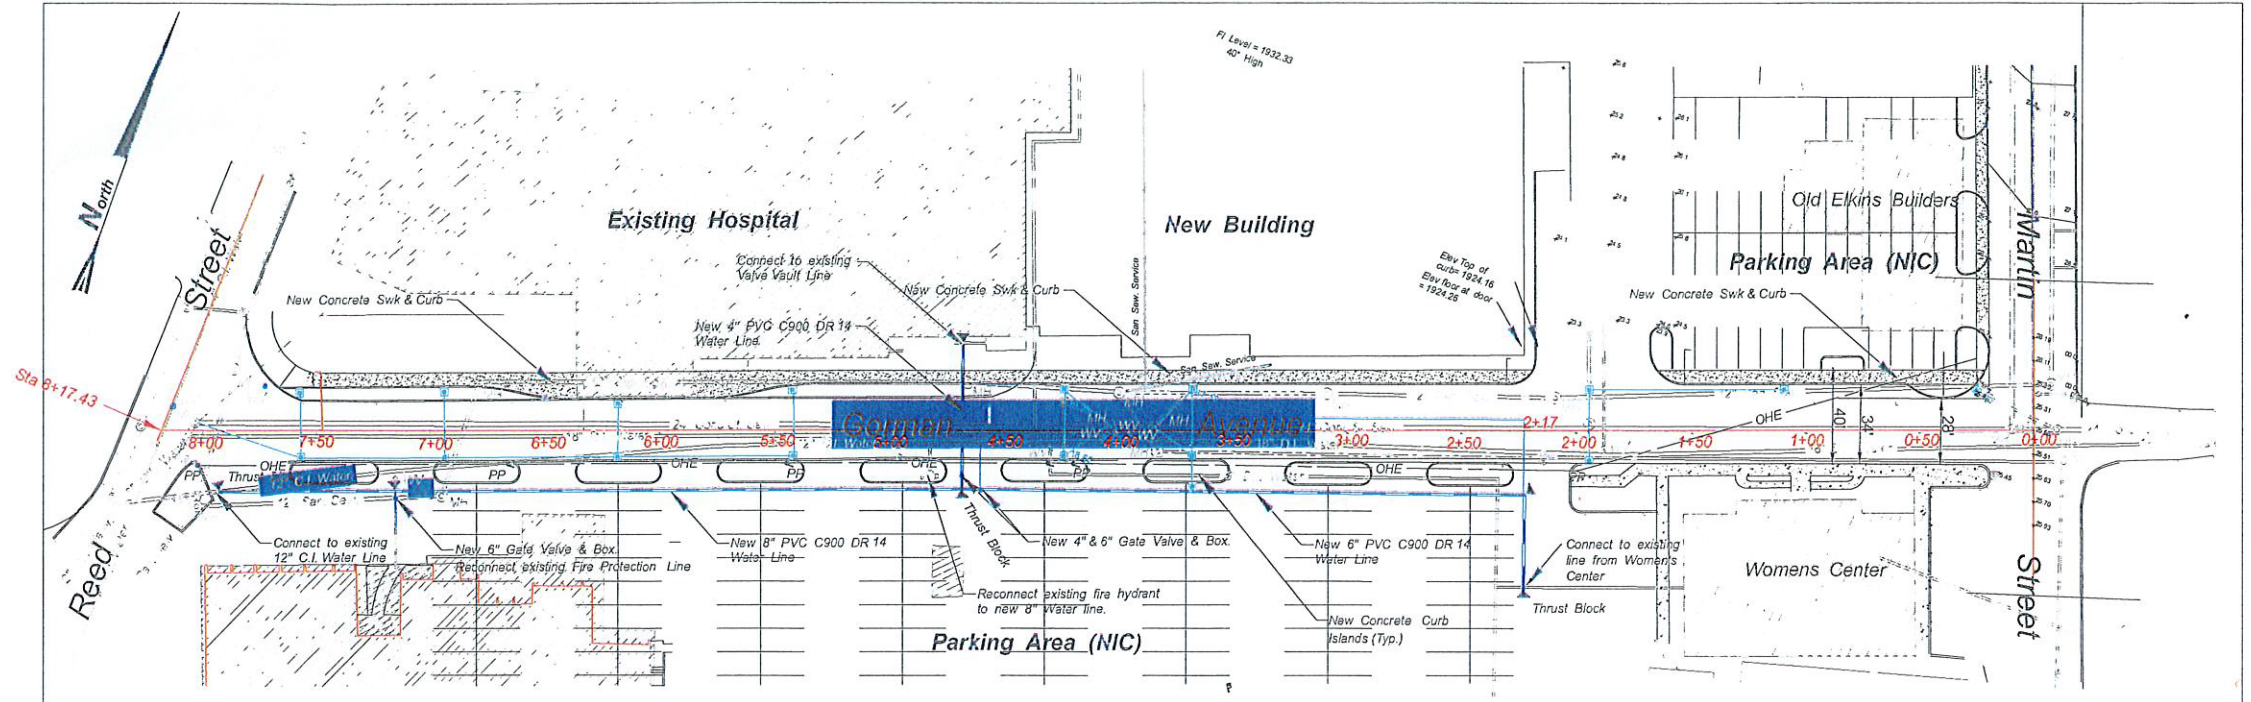 Fl Level = 1932.33
40" High
North
Existing Hospital
New Building
Old Elkins Builders
Parking Area (NIC)
Martin
Street
Reed
Street
Connect to existing
Valve Vault Line
New Concrete Swk & Curb
New Concrete Swk & Curb
New Concrete Swk & Curb
San Sew. Service
San. Sew. Service
Elev Top of
curb= 1924.16
Elev floor at door
= 1924.26
New 4" PVC C900 DR 14
Water Line
Sta 8+17.43
Gorman Avenue
MH
MH
8+00
7+50
7+00
6+50
6+00
5+50
5+00
4+50
4+00
3+50
3+00
2+50
2+17
2+00
1+50
1+00
0+50
0+00
OHE
40'
28'
OHE
PP
PP
OHE
PP
OHE
PP
OHE
PP
Thrust
C.I. Water
Connect to existing
12" C.I. Water Line
New 6" Gate Valve & Box.
Reconnect existing Fire Protection Line
New 8" PVC C900 DR 14
Water Line
Thrust Block
New 4" & 6" Gate Valve & Box.
Reconnect existing fire hydrant
to new 8" Water line.
New 6" PVC C900 DR 14
Water Line
New Concrete Curb
Islands (Typ.)
Connect to existing
line from Womens
Center
Thrust Block
Womens Center
Parking Area (NIC)